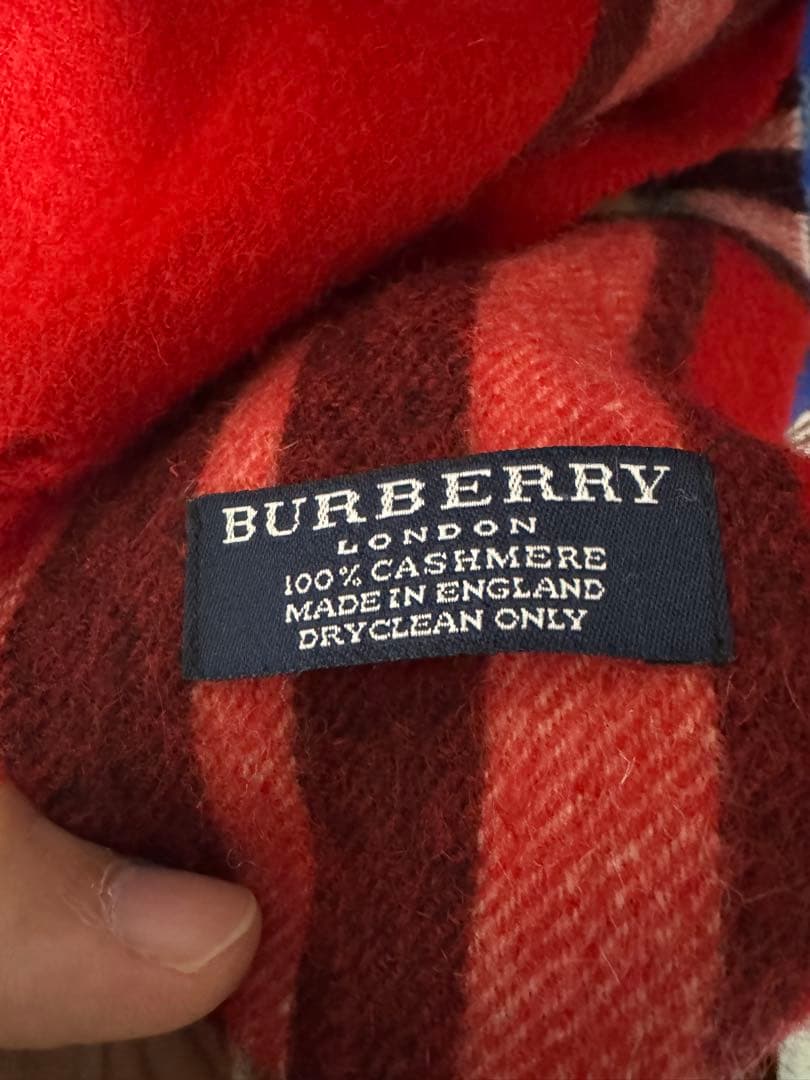 BURBERRY
LONDON
100% CASHMERE
MADE IN ENGLAND
DRYCLEAN ONLY